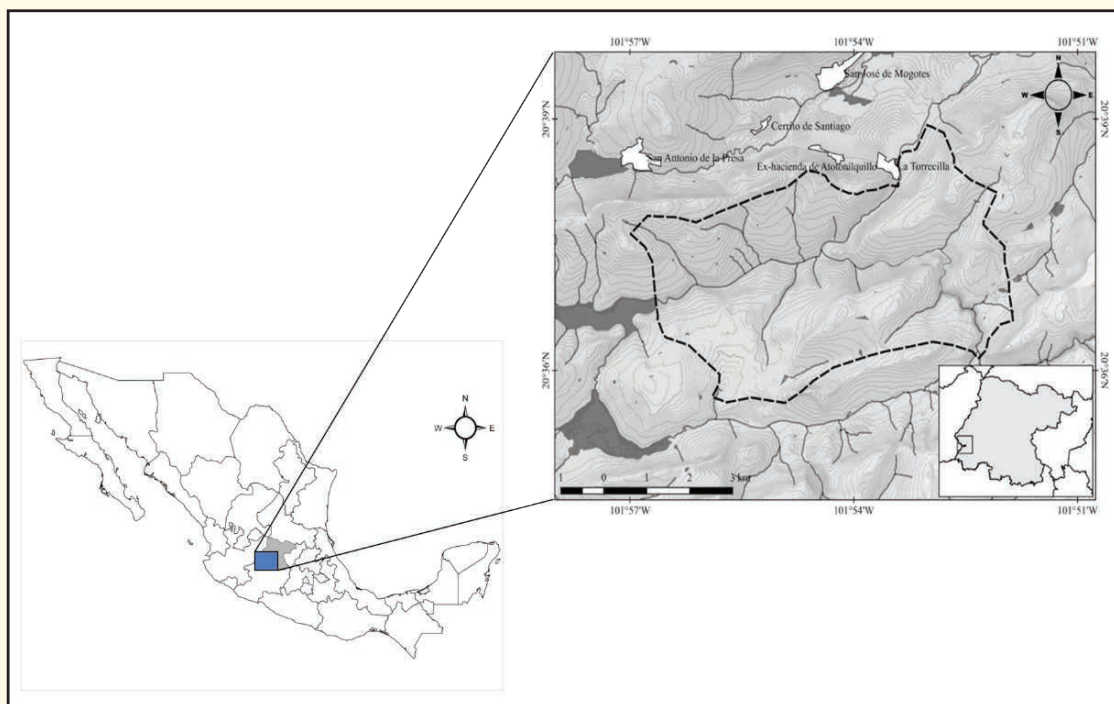 101°57'W 101°54'W 101°51'W
N
W E
S
San José de Mogotes
20°39'N 20°39'N
Cerrito de Santiago
San Antonio de la Presa
Ex-hacienda de Atotonilquillo
La Torrecilla
20°36'N 20°36'N
1 0 1 2 3 km
101°57'W 101°54'W 101°51'W
N
W E
S